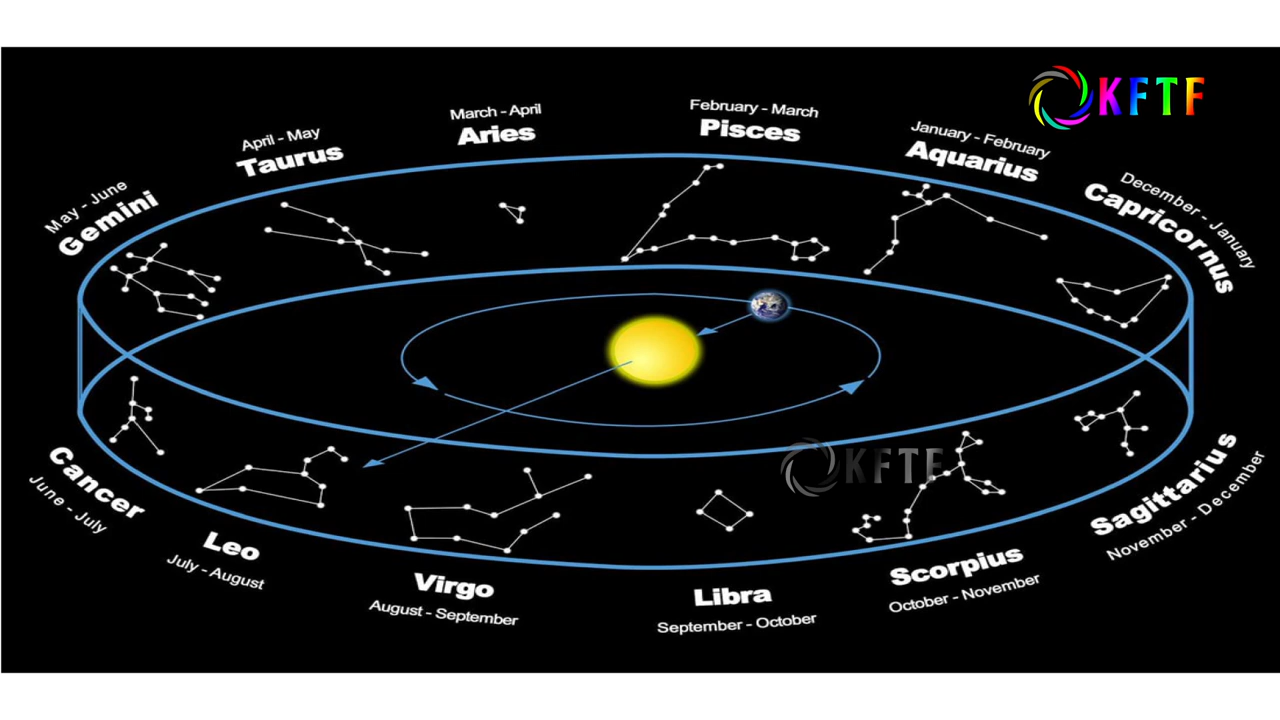 KFTF
March - April
Aries
February - March
Pisces
April - May
Taurus
January - February
Aquarius
May - June
Gemini
December - January
Capricornus
KFTF
Cancer
June - July
Leo
July - August
Virgo
August - September
Libra
September - October
Scorpius
October - November
Sagittarius
November - December